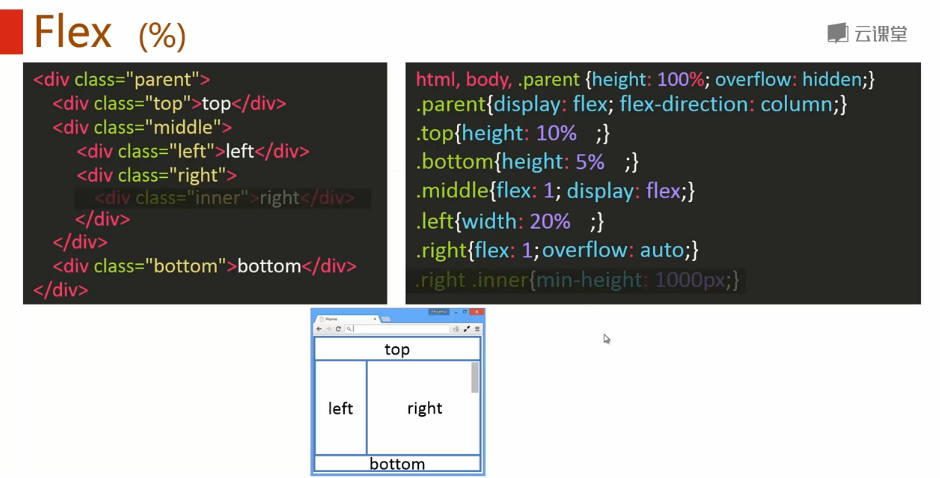 Flex (%)
云课堂
<div class="parent">
<div class="top">top</div>
<div class="middle">
<div class="left">left</div>
<div class="right">
<div class="inner">right</div>
</div>
</div>
<div class="bottom">bottom</div>
</div>
html, body, .parent {height: 100%; overflow: hidden;}
.parent{display: flex; flex-direction: column;}
.top{height: 10% ;}
.bottom{height: 5% ;}
.middle{flex: 1; display: flex;}
.left{width: 20% ;}
.right{flex: 1;overflow: auto;}
.right .inner{min-height: 1000px;}
top
left
right
bottom